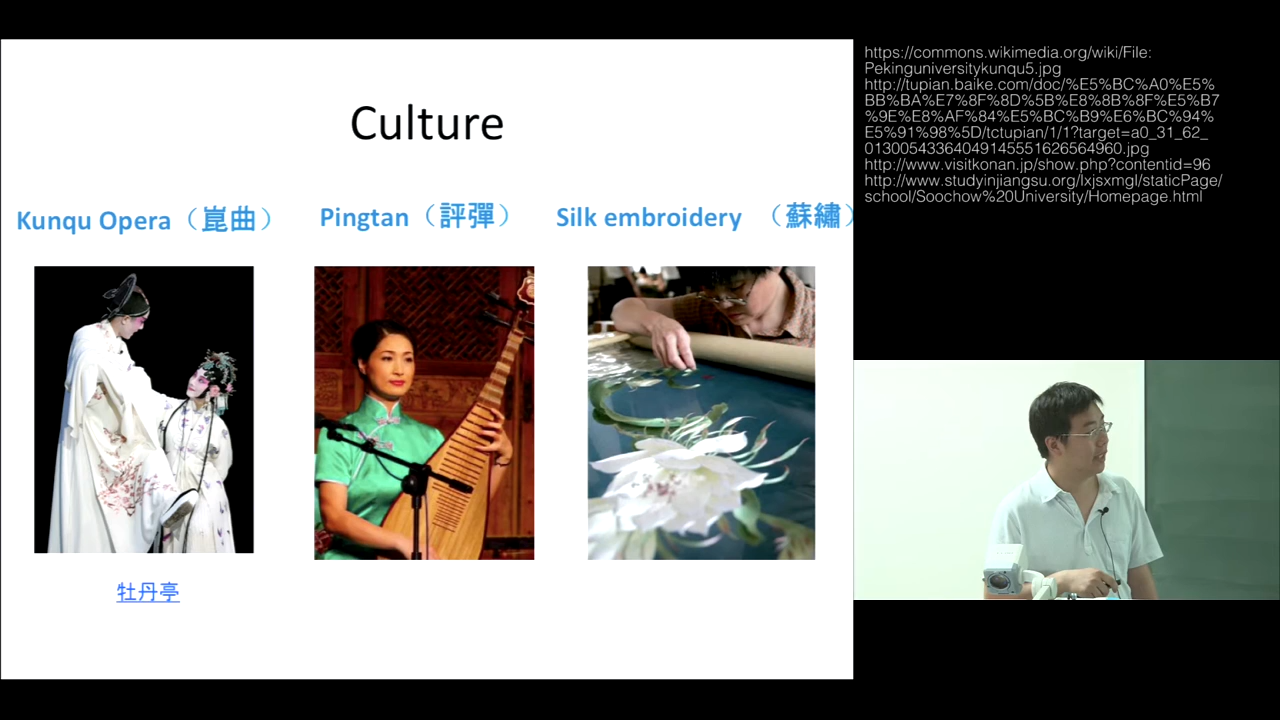 Culture
Kunqu Opera（崑曲） Pingtan（評彈） Silk embroidery （蘇繡）
牡丹亭
https://commons.wikimedia.org/wiki/File:
Pekinguniversitykunqu5.jpg
http://tupian.baike.com/doc/%E5%BC%A0%E5%
BB%BA%E7%8F%8D%5B%E8%8B%8F%E5%B7
%9E%E8%AF%84%E5%BC%B9%E6%BC%94%
E5%91%98%5D/tctupian/1/1?target=a0_31_62_
01300543364049145551626564960.jpg
http://www.visitkonan.jp/show.php?contentid=96
http://www.studyinjiangsu.org/lxjsxmgl/staticPage/
school/Soochow%20University/Homepage.html